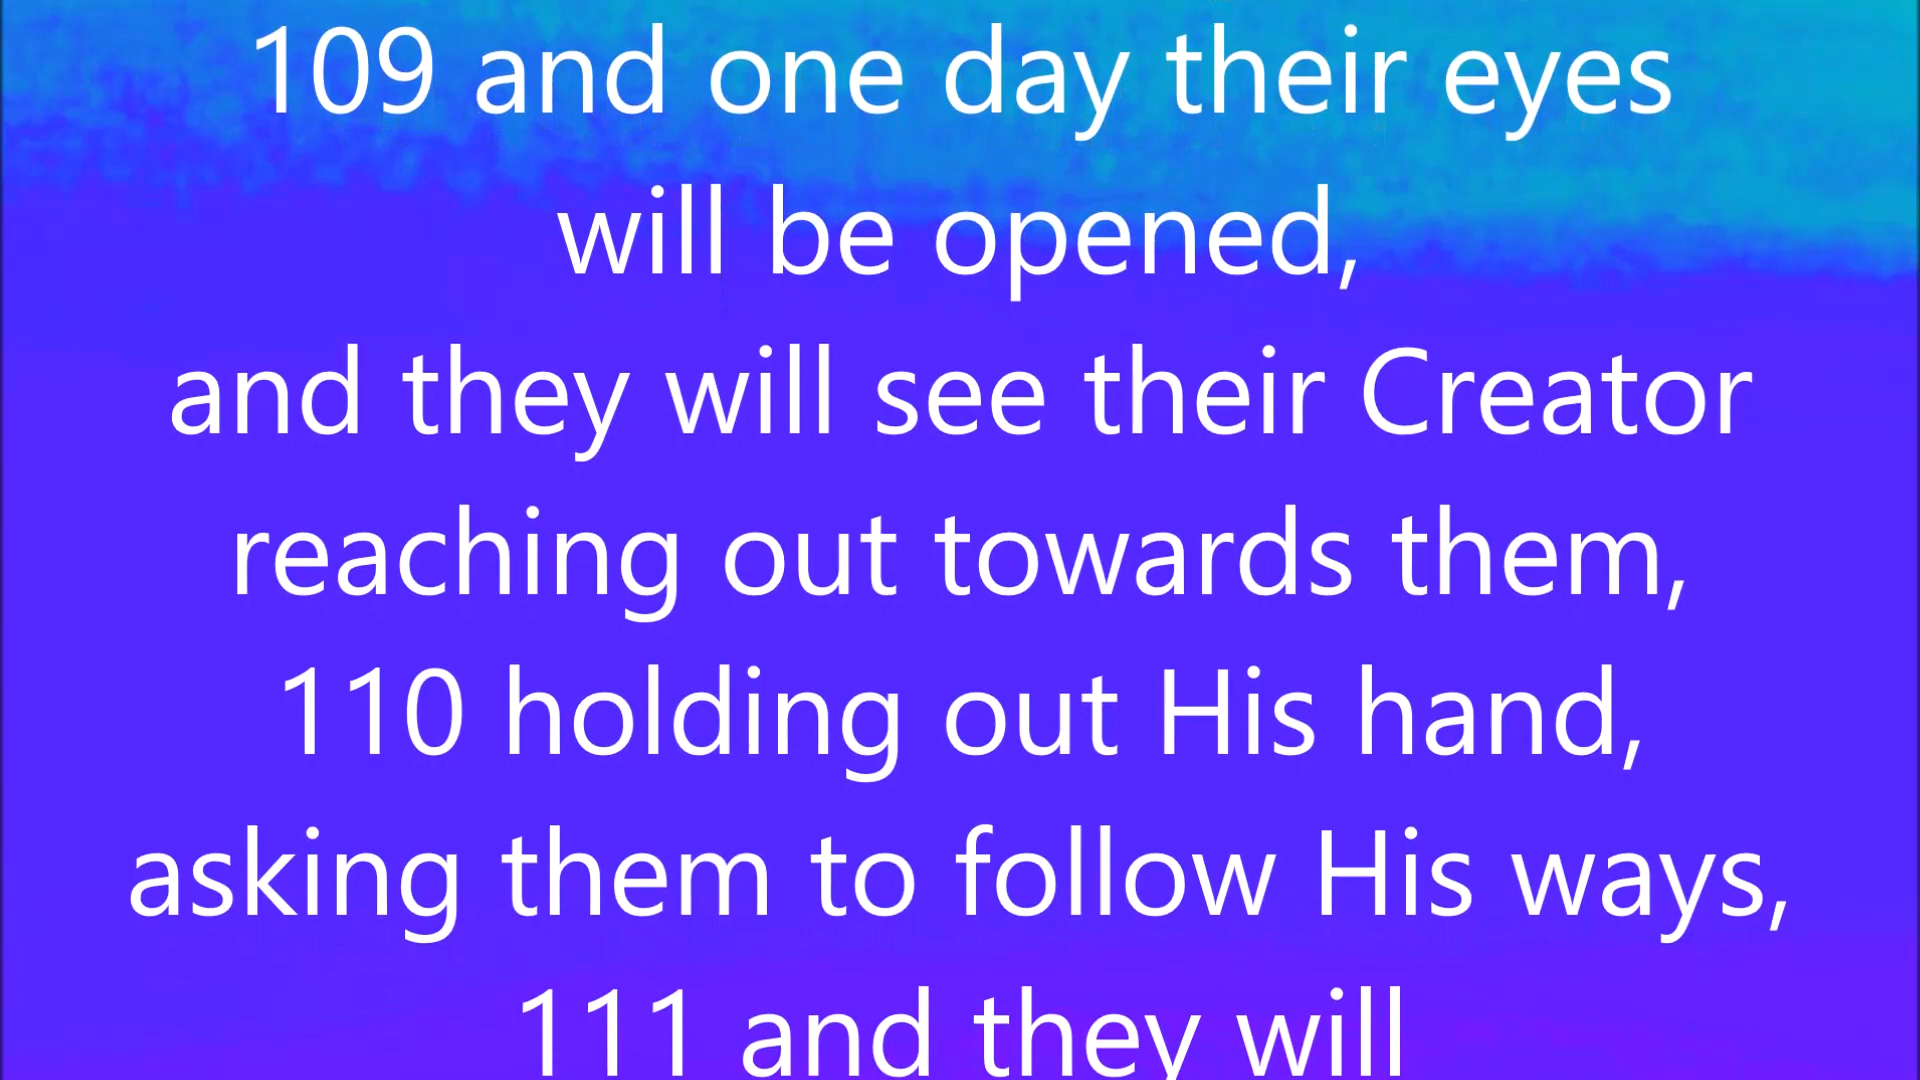 109 and one day their eyes
will be opened,
and they will see their Creator
reaching out towards them,
110 holding out His hand,
asking them to follow His ways,
111 and they will